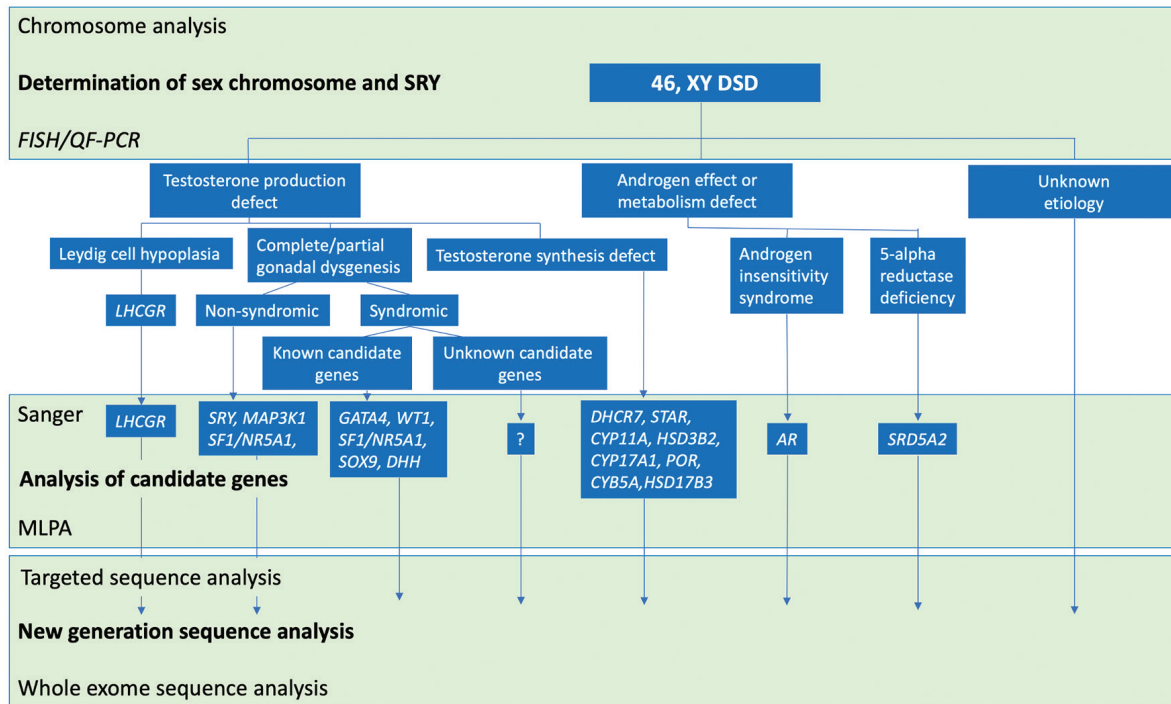 Chromosome analysis
Determination of sex chromosome and SRY
46, XY DSD
FISH/QF-PCR
Testosterone production
defect
Androgen effect or
metabolism defect
Unknown
etiology
Leydig cell hypoplasia
Complete/partial
gonadal dysgenesis
Testosterone synthesis defect
Androgen
insensitivity
syndrome
5-alpha
reductase
deficiency
LHCGR
Non-syndromic
Syndromic
Known candidate
genes
Unknown candidate
genes
Sanger
LHCGR
SRY, MAP3K1
SF1/NR5A1,
GATA4, WT1,
SF1/NR5A1,
SOX9, DHH
?
DHCR7, STAR,
CYP11A, HSD3B2,
CYP17A1, POR,
CYB5A,HSD17B3
AR
SRD5A2
Analysis of candidate genes
MLPA
Targeted sequence analysis
New generation sequence analysis
Whole exome sequence analysis